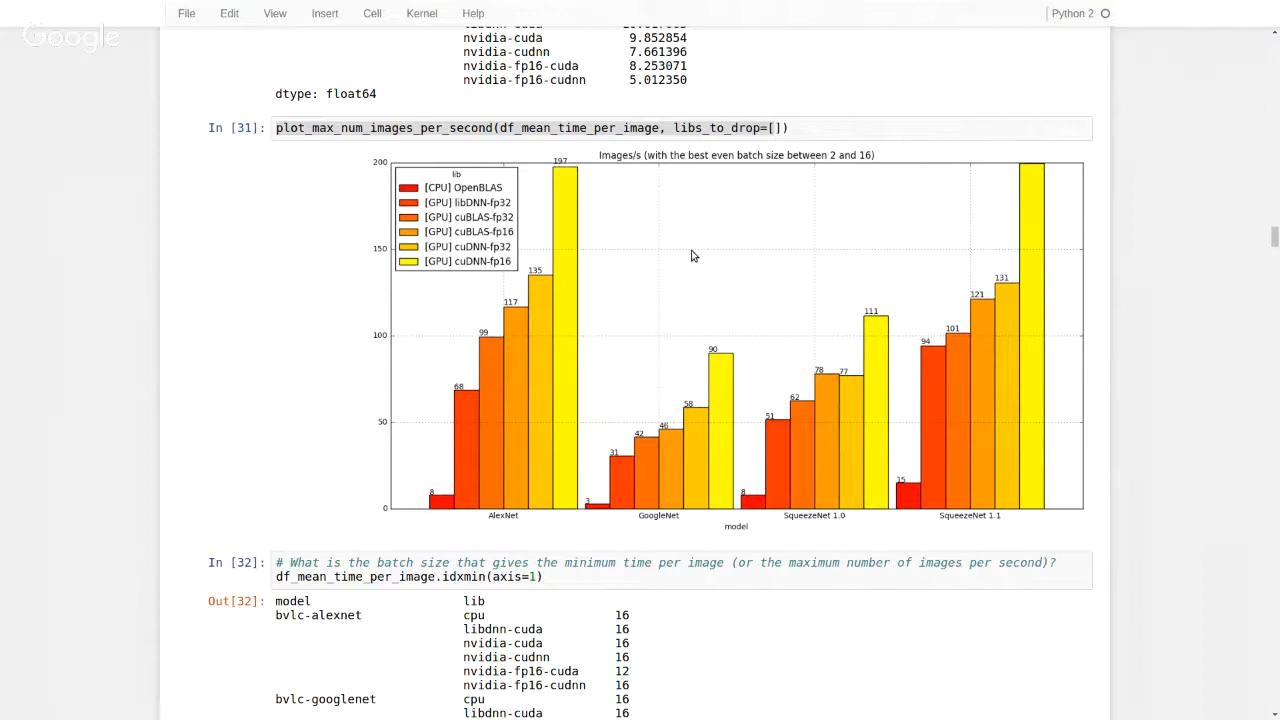 File Edit View Insert Cell Kernel Help Python 2
Google
nvidia-cuda 9.852854
nvidia-cudnn 7.661396
nvidia-fp16-cuda 8.253071
nvidia-fp16-cudnn 5.012350
dtype: float64
In [31]: plot_max_num_images_per_second(df_mean_time_per_image, libs_to_drop=[])
Images/s (with the best even batch size between 2 and 16)
lib
[CPU] OpenBLAS
[GPU] libDNN-fp32
[GPU] cuBLAS-fp32
[GPU] cuBLAS-fp16
[GPU] cuDNN-fp32
[GPU] cuDNN-fp16
200
150
100
50
0
8 68 99 117 135 197
3 31 42 46 58 90
8 51 62 78 77 111
15 94 101 121 131
AlexNet GoogleNet SqueezeNet 1.0 SqueezeNet 1.1
model
In [32]: # What is the batch size that gives the minimum time per image (or the maximum number of images per second)?
df_mean_time_per_image.idxmin(axis=1)
Out[32]: model lib
bvlc-alexnet cpu 16
libdnn-cuda 16
nvidia-cuda 16
nvidia-cudnn 16
nvidia-fp16-cuda 12
nvidia-fp16-cudnn 16
bvlc-googlenet cpu 16
libdnn-cuda 16